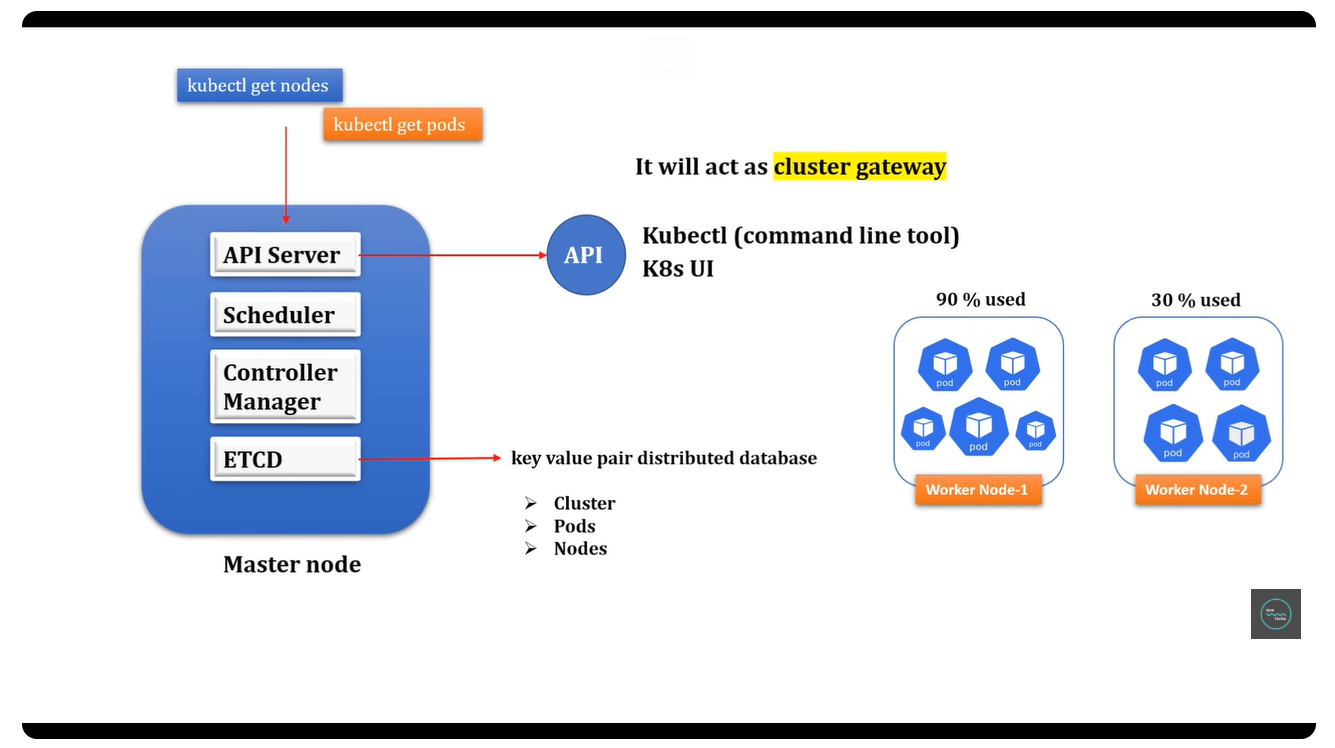 kubectl get nodes
kubectl get pods
It will act as cluster gateway
API Server
API
Kubectl (command line tool)
K8s UI
Scheduler
Controller
Manager
ETCD
key value pair distributed database
➢ Cluster
➢ Pods
➢ Nodes
Master node
90 % used
pod
pod
pod
pod
pod
Worker Node-1
30 % used
pod
pod
pod
pod
Worker Node-2
Java
Techie